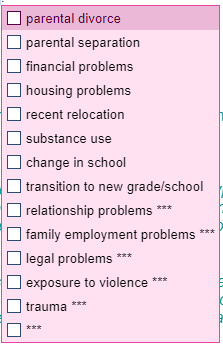 parental divorce
parental separation
financial problems
housing problems
recent relocation
substance use
change in school
transition to new grade/school
relationship problems ***
family employment problems ***
legal problems ***
exposure to violence ***
trauma ***
***